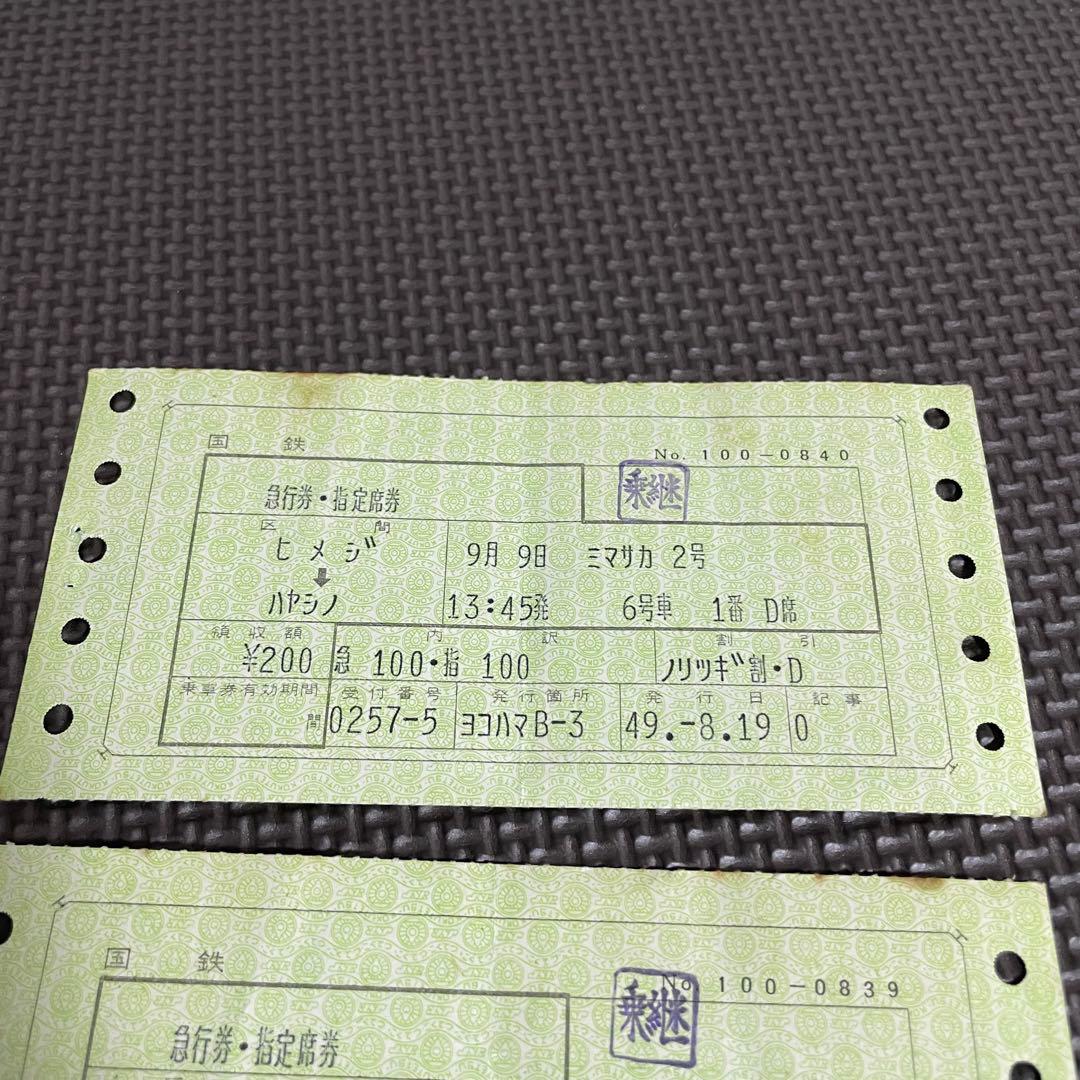 国鉄
No. 100-0840
急行券・指定席券
乗継
区間
ヒメジ 9月 9日 ミマサカ 2号
⬇
ハヤシノ 13:45発 6号車 1番 D席
領収額 内訳 割引
¥200 急 100・指 100 ノリツギ割・D
乗車券有効期間 受付番号 発行箇所 発行日 記事
間 0257-5 ヨコハマB-3 49.-8.19 0
国鉄
No. 100-0839
急行券・指定席券
乗継